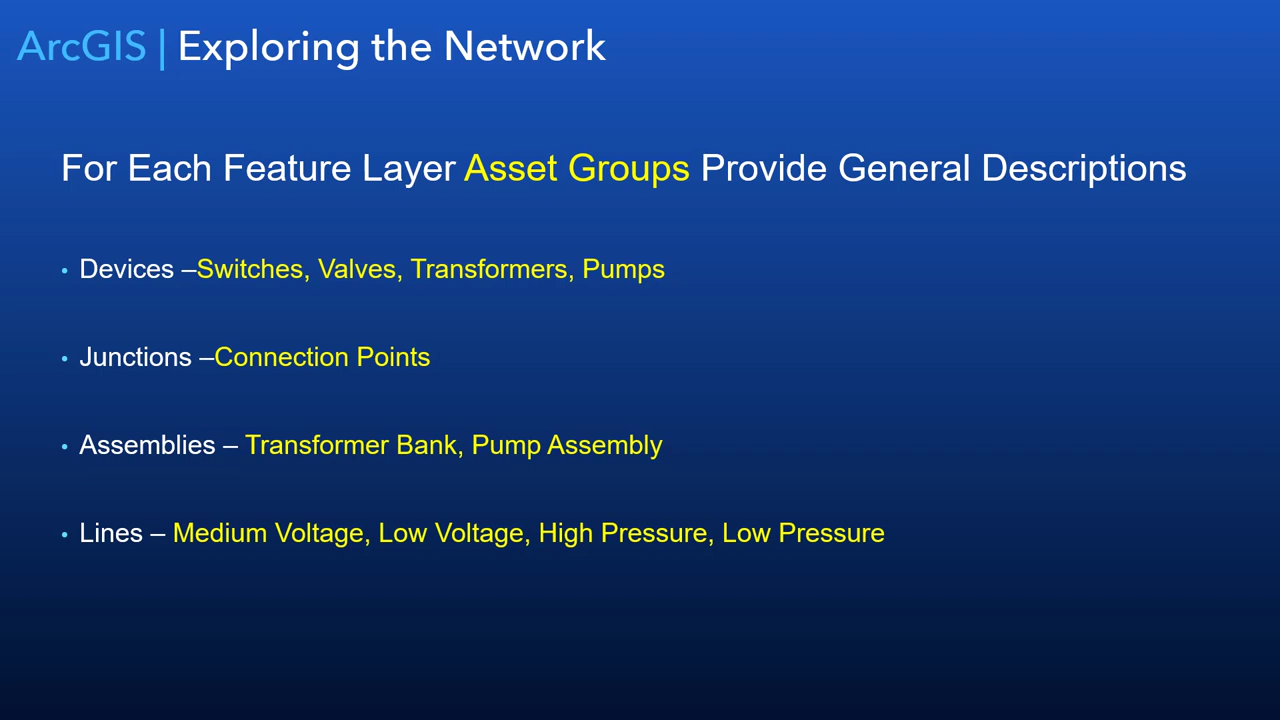 ArcGIS | Exploring the Network
For Each Feature Layer Asset Groups Provide General Descriptions
• Devices –Switches, Valves, Transformers, Pumps
• Junctions –Connection Points
• Assemblies – Transformer Bank, Pump Assembly
• Lines – Medium Voltage, Low Voltage, High Pressure, Low Pressure